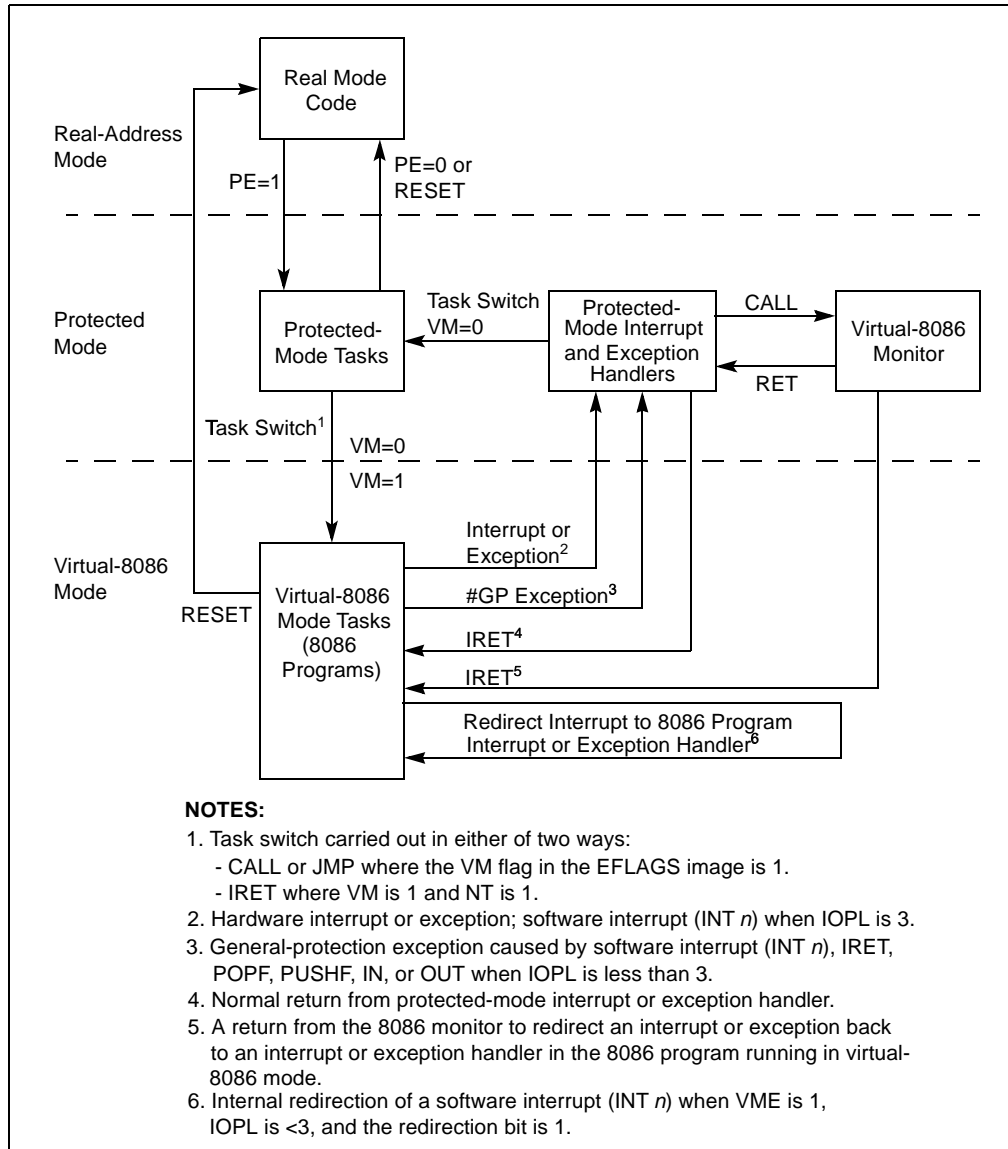 Real Mode
Code
Real-Address
Mode
PE=1
PE=0 or
RESET
Protected
Mode
Protected-
Mode Tasks
Task Switch
VM=0
Protected-
Mode Interrupt
and Exception
Handlers
CALL
RET
Virtual-8086
Monitor
Task Switch¹
VM=0
VM=1
Virtual-8086
Mode
RESET
Virtual-8086
Mode Tasks
(8086
Programs)
Interrupt or
Exception²
#GP Exception³
IRET⁴
IRET⁵
Redirect Interrupt to 8086 Program
Interrupt or Exception Handler⁶
NOTES:
1. Task switch carried out in either of two ways:
- CALL or JMP where the VM flag in the EFLAGS image is 1.
- IRET where VM is 1 and NT is 1.
2. Hardware interrupt or exception; software interrupt (INT n) when IOPL is 3.
3. General-protection exception caused by software interrupt (INT n), IRET,
POPF, PUSHF, IN, or OUT when IOPL is less than 3.
4. Normal return from protected-mode interrupt or exception handler.
5. A return from the 8086 monitor to redirect an interrupt or exception back
to an interrupt or exception handler in the 8086 program running in virtual-
8086 mode.
6. Internal redirection of a software interrupt (INT n) when VME is 1,
IOPL is <3, and the redirection bit is 1.